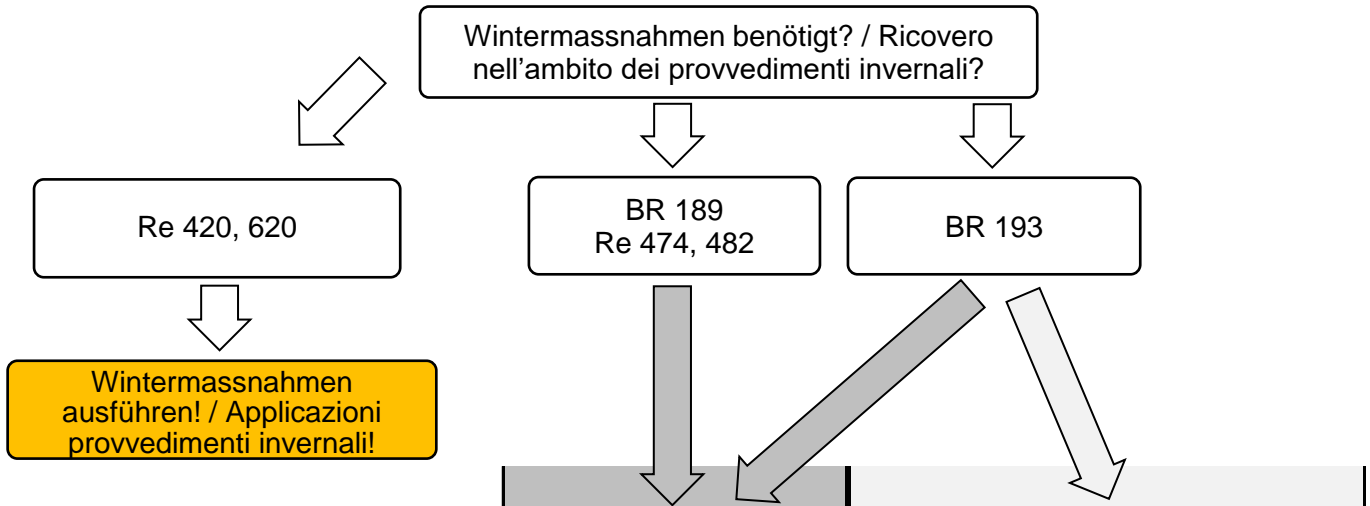 Wintermassnahmen benötigt? / Ricovero
nell’ambito dei provvedimenti invernali?
Re 420, 620
BR 189
Re 474, 482
BR 193
Wintermassnahmen
ausführen! / Applicazioni
provvedimenti invernali!